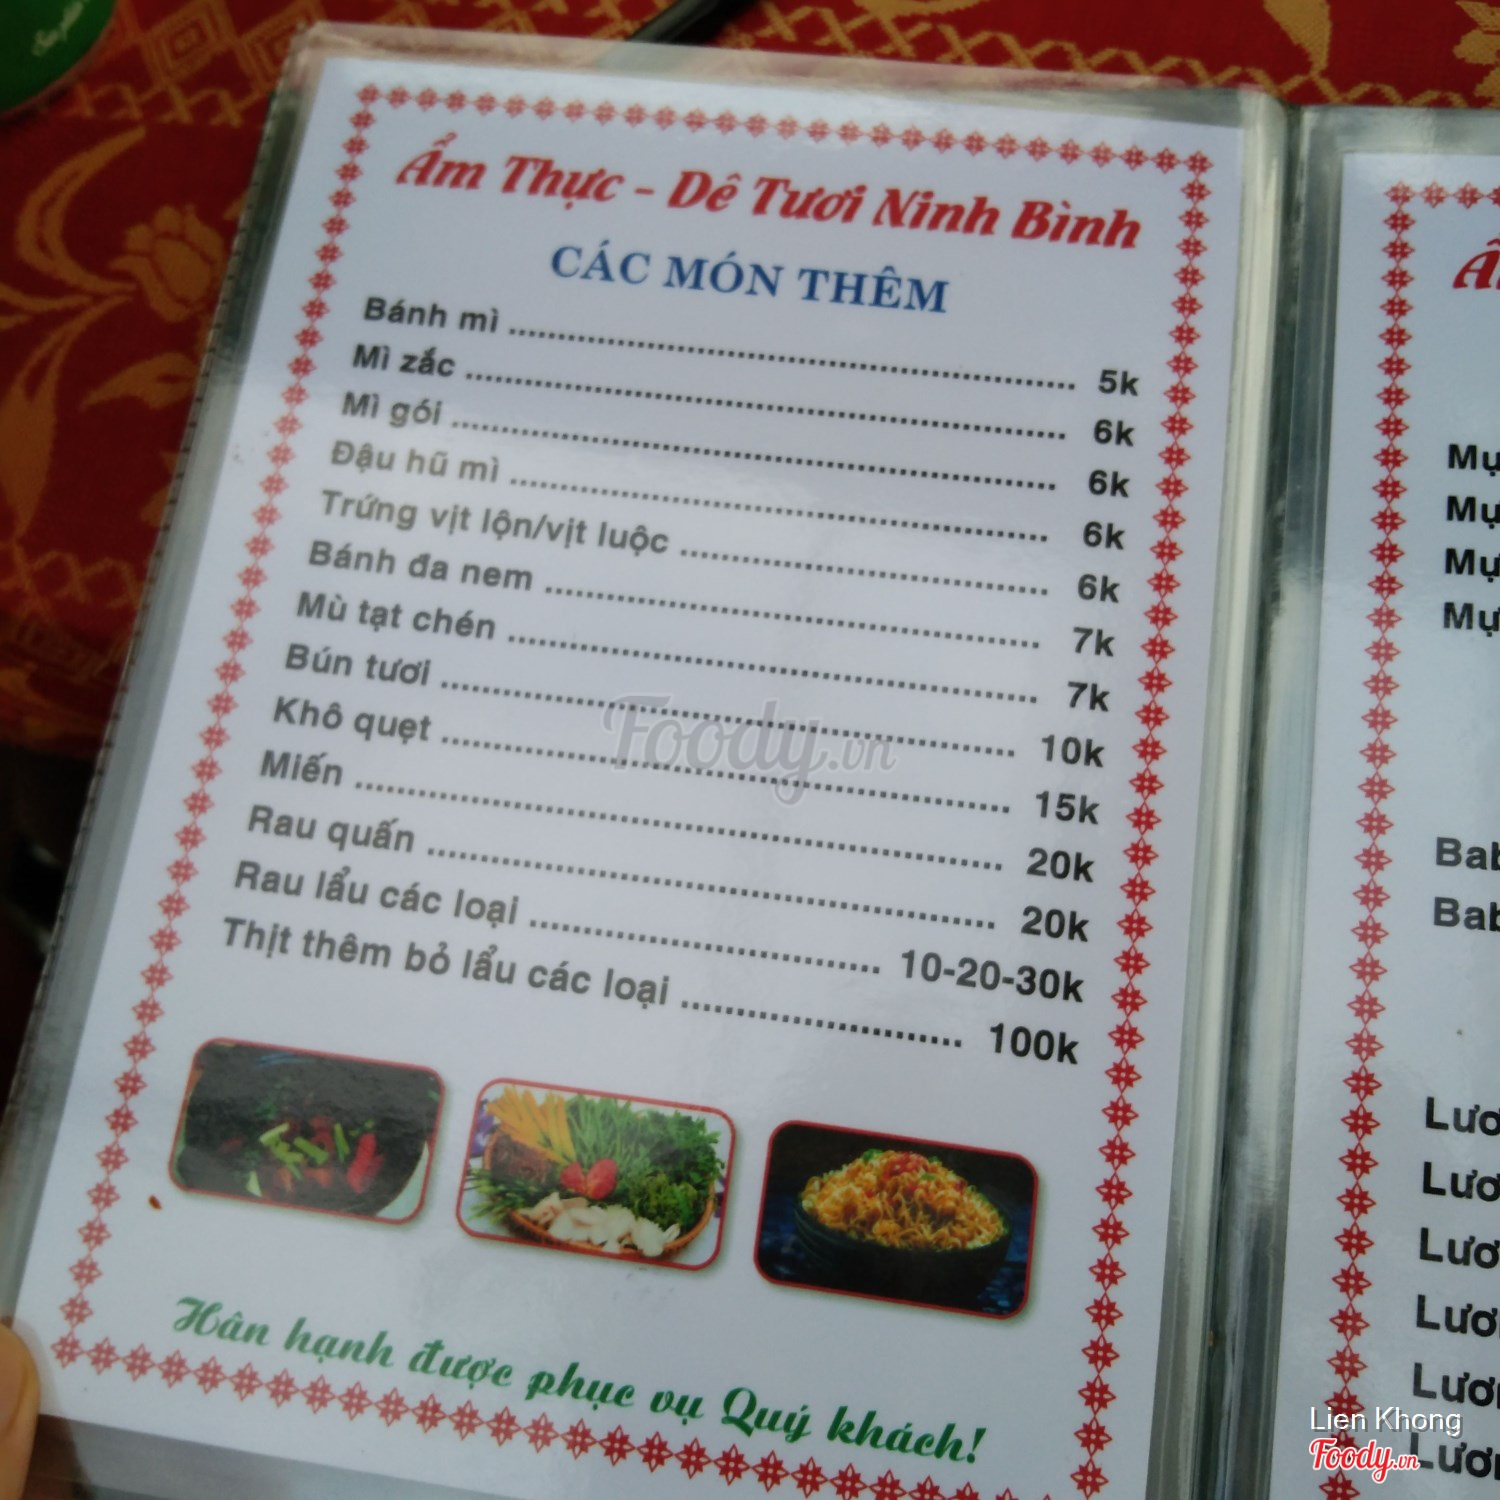 Ẩm Thực - Dê Tươi Ninh Bình
CÁC MÓN THÊM
Bánh mì ........ 5k
Mì zắc ........ 6k
Mì gói ........ 6k
Đậu hũ mì ........ 6k
Trứng vịt lộn/vịt luộc ........ 6k
Bánh đa nem ........ 7k
Mù tạt chén ........ 7k
Bún tươi ........ 10k
Khô quẹt ........ 15k
Miến ........ 20k
Rau quấn ........ 20k
Rau lẩu các loại ........ 10-20-30k
Thịt thêm bỏ lẩu các loại ........ 100k
Hân hạnh được phục vụ Quý khách!
Foody.vn
Lien Khong
Foody.vn